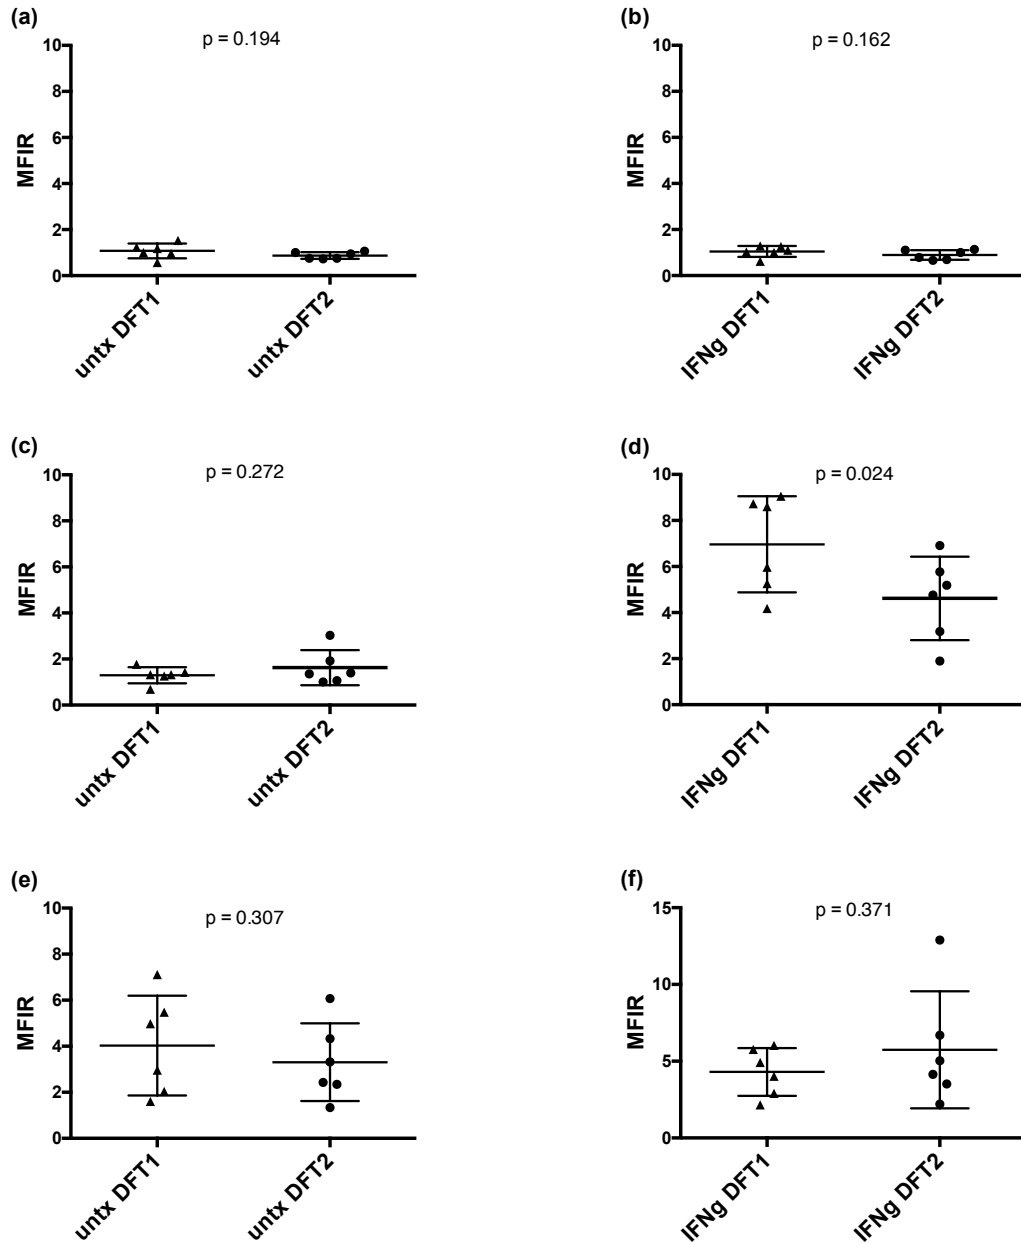 (a)
p = 0.194
10
8
6
4
2
0
MFIR
untx DFT1
untx DFT2
(b)
p = 0.162
10
8
6
4
2
0
MFIR
IFNg DFT1
IFNg DFT2
(c)
p = 0.272
10
8
6
4
2
0
MFIR
untx DFT1
untx DFT2
(d)
p = 0.024
10
8
6
4
2
0
MFIR
IFNg DFT1
IFNg DFT2
(e)
p = 0.307
10
8
6
4
2
0
MFIR
untx DFT1
untx DFT2
(f)
p = 0.371
15
10
5
0
MFIR
IFNg DFT1
IFNg DFT2